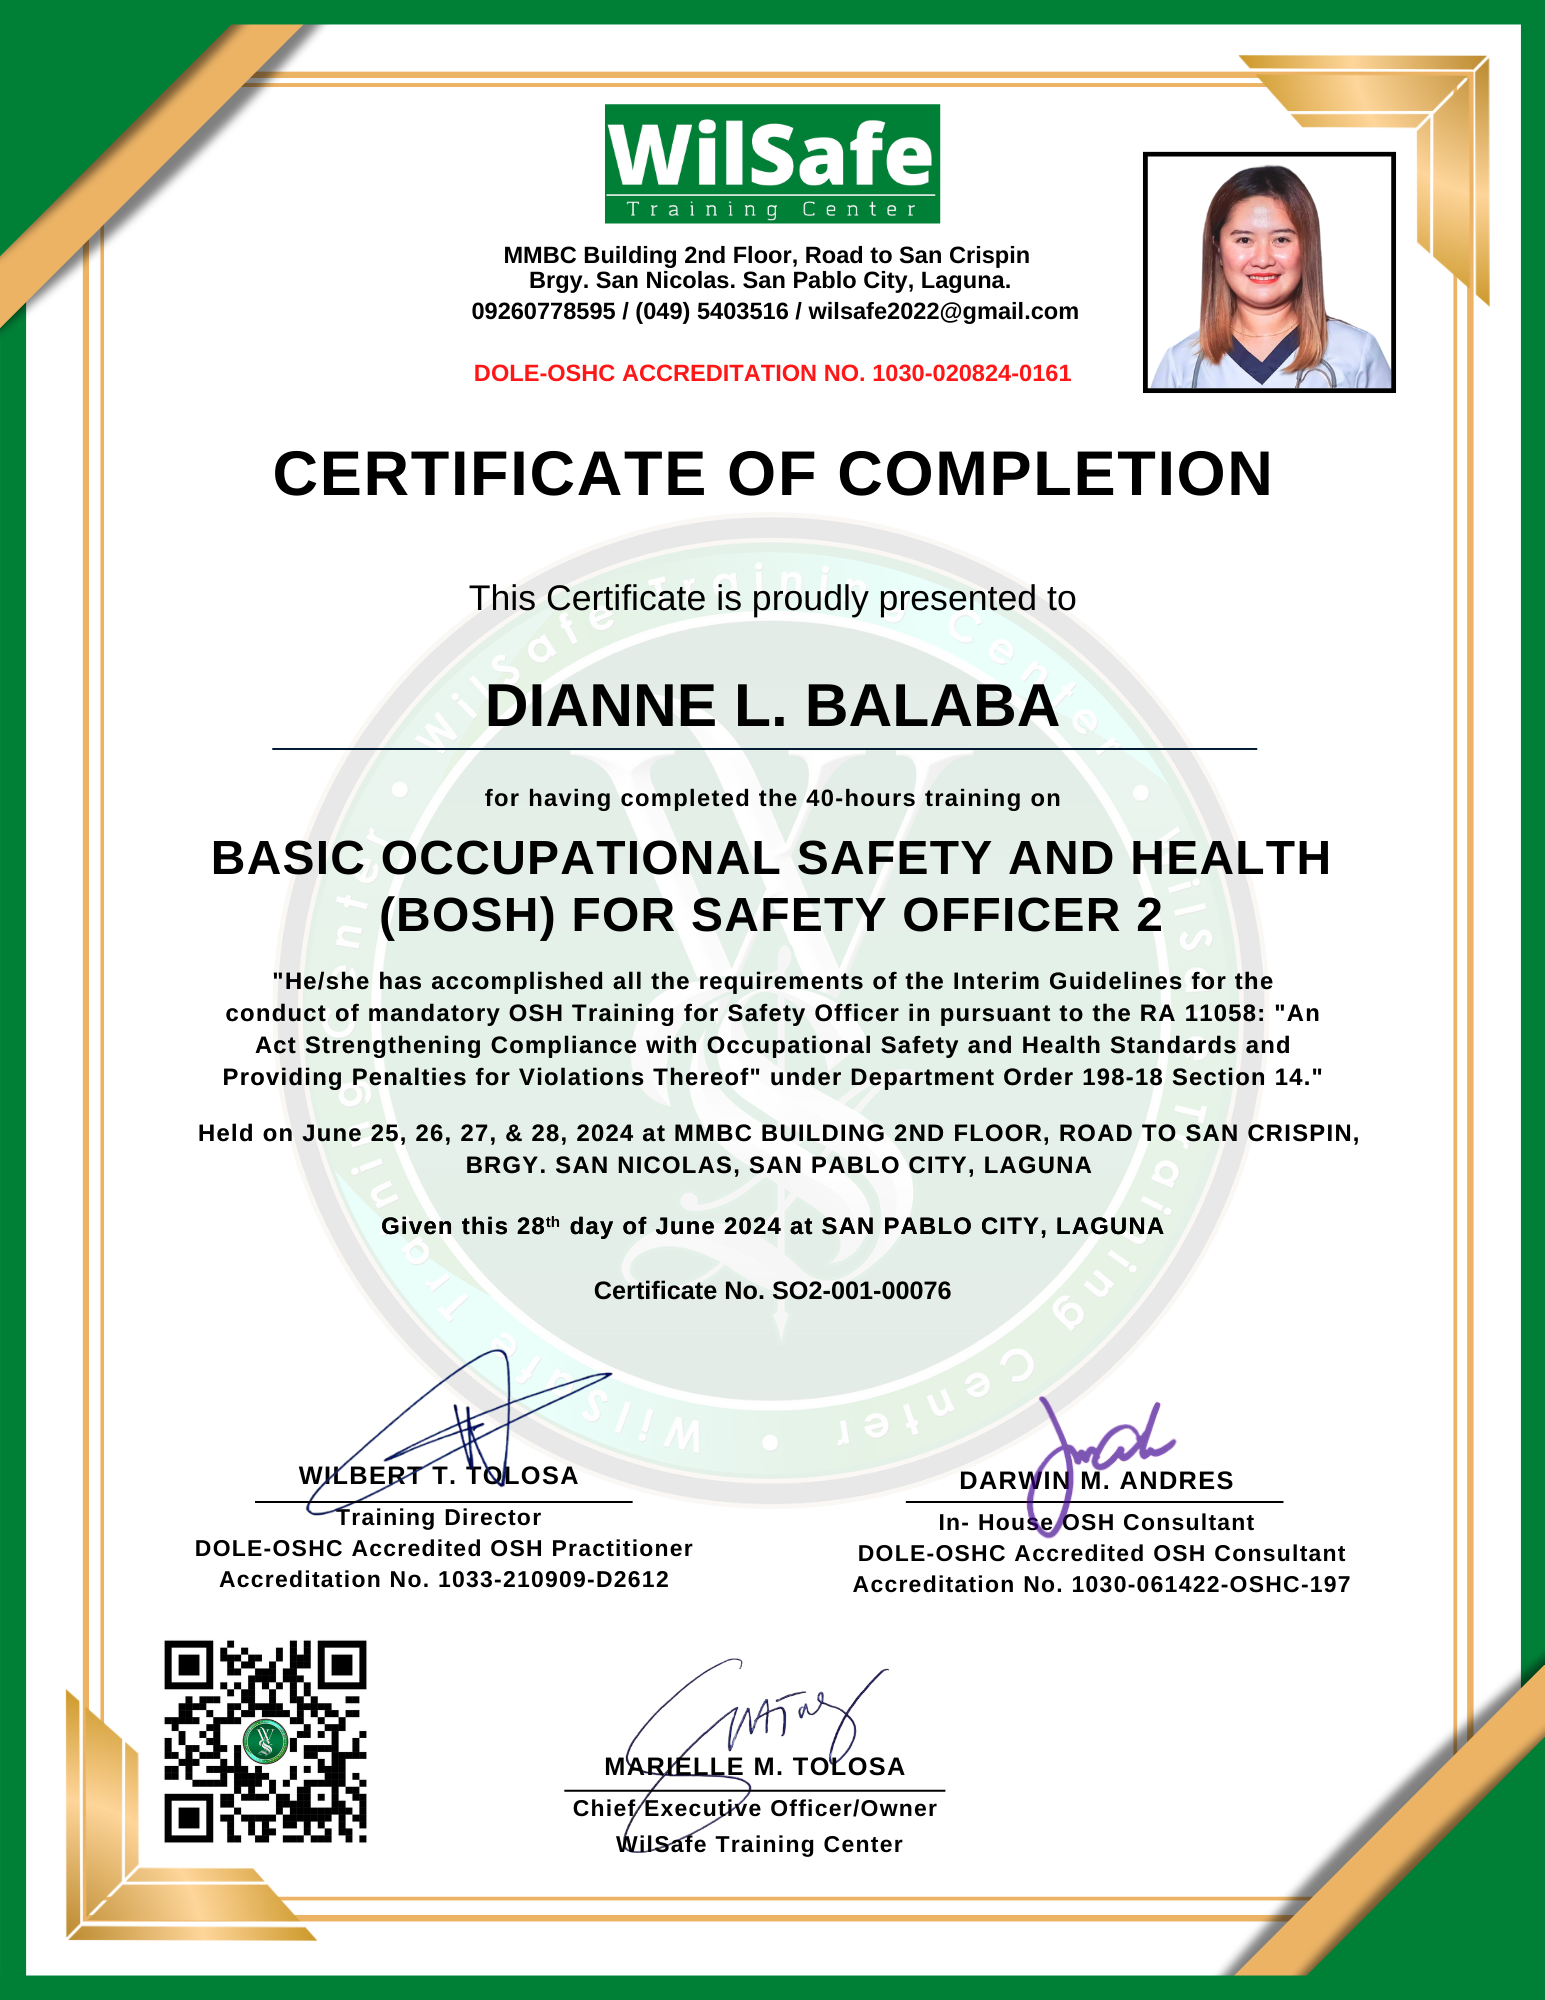 WilSafe
Training Center
MMBC Building 2nd Floor, Road to San Crispin
Brgy. San Nicolas. San Pablo City, Laguna.
09260778595 / (049) 5403516 / wilsafe2022@gmail.com
DOLE-OSHC ACCREDITATION NO. 1030-020824-0161
CERTIFICATE OF COMPLETION
This Certificate is proudly presented to
DIANNE L. BALABA
for having completed the 40-hours training on
BASIC OCCUPATIONAL SAFETY AND HEALTH
(BOSH) FOR SAFETY OFFICER 2
"He/she has accomplished all the requirements of the Interim Guidelines for the
conduct of mandatory OSH Training for Safety Officer in pursuant to the RA 11058: "An
Act Strengthening Compliance with Occupational Safety and Health Standards and
Providing Penalties for Violations Thereof" under Department Order 198-18 Section 14."
Held on June 25, 26, 27, & 28, 2024 at MMBC BUILDING 2ND FLOOR, ROAD TO SAN CRISPIN,
BRGY. SAN NICOLAS, SAN PABLO CITY, LAGUNA
Given this 28th day of June 2024 at SAN PABLO CITY, LAGUNA
Certificate No. SO2-001-00076
WilSafe Training Center • WilSafe Training Center • WilSafe Training Center •
WILBERT T. TOLOSA
Training Director
DOLE-OSHC Accredited OSH Practitioner
Accreditation No. 1033-210909-D2612
DARWIN M. ANDRES
In- House OSH Consultant
DOLE-OSHC Accredited OSH Consultant
Accreditation No. 1030-061422-OSHC-197
MARIELLE M. TOLOSA
Chief Executive Officer/Owner
WilSafe Training Center